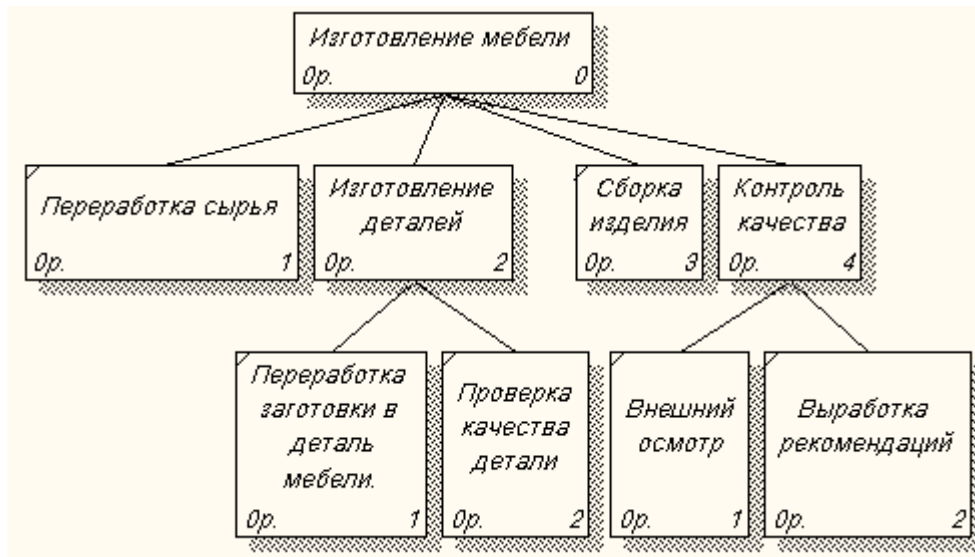 Изготовление мебели
0р. 0
Переработка сырья
0р. 1
Изготовление
деталей
0р. 2
Сборка
изделия
0р. 3
Контроль
качества
0р. 4
Переработка
заготовки в
деталь
мебели.
0р. 1
Проверка
качества
детали
0р. 2
Внешний
осмотр
0р. 1
Выработка
рекомендаций
0р. 2